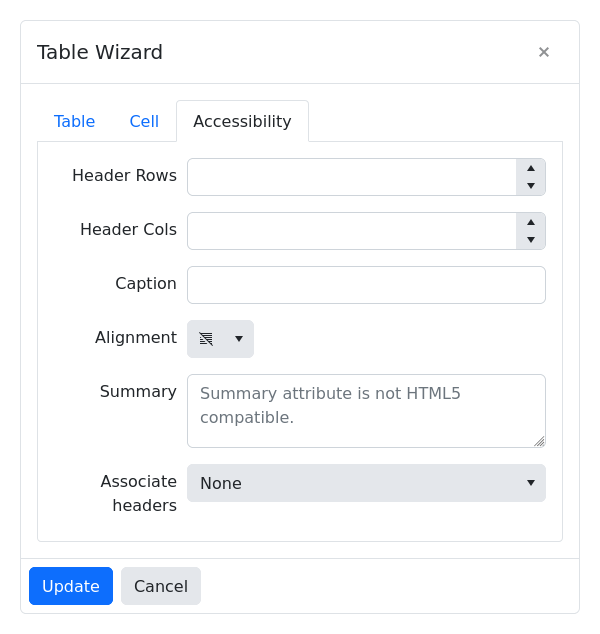 Table Wizard
Table Cell Accessibility
Header Rows
Header Cols
Caption
Alignment
Summary
Summary attribute is not HTML5
compatible.
Associate
headers
None
Update Cancel